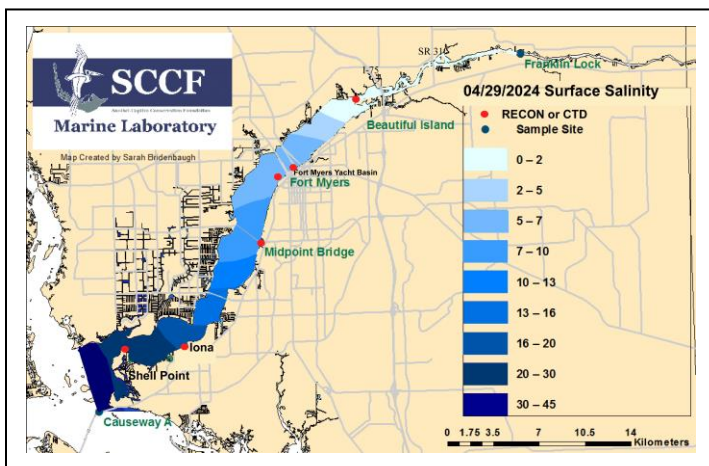 SCCF
Sanibel-Captiva Conservation Foundation
Marine Laboratory
Map Created by Sarah Bridenbaugh
SR 31
I-75
Franklin Lock
Beautiful Island
Fort Myers Yacht Basin
Fort Myers
Midpoint Bridge
Iona
Shell Point
Causeway A
04/29/2024 Surface Salinity
RECON or CTD
Sample Site
0 – 2
2 – 5
5 – 7
7 – 10
10 – 13
13 – 16
16 – 20
20 – 30
30 – 45
0 1.75 3.5 7 10.5 14
Kilometers